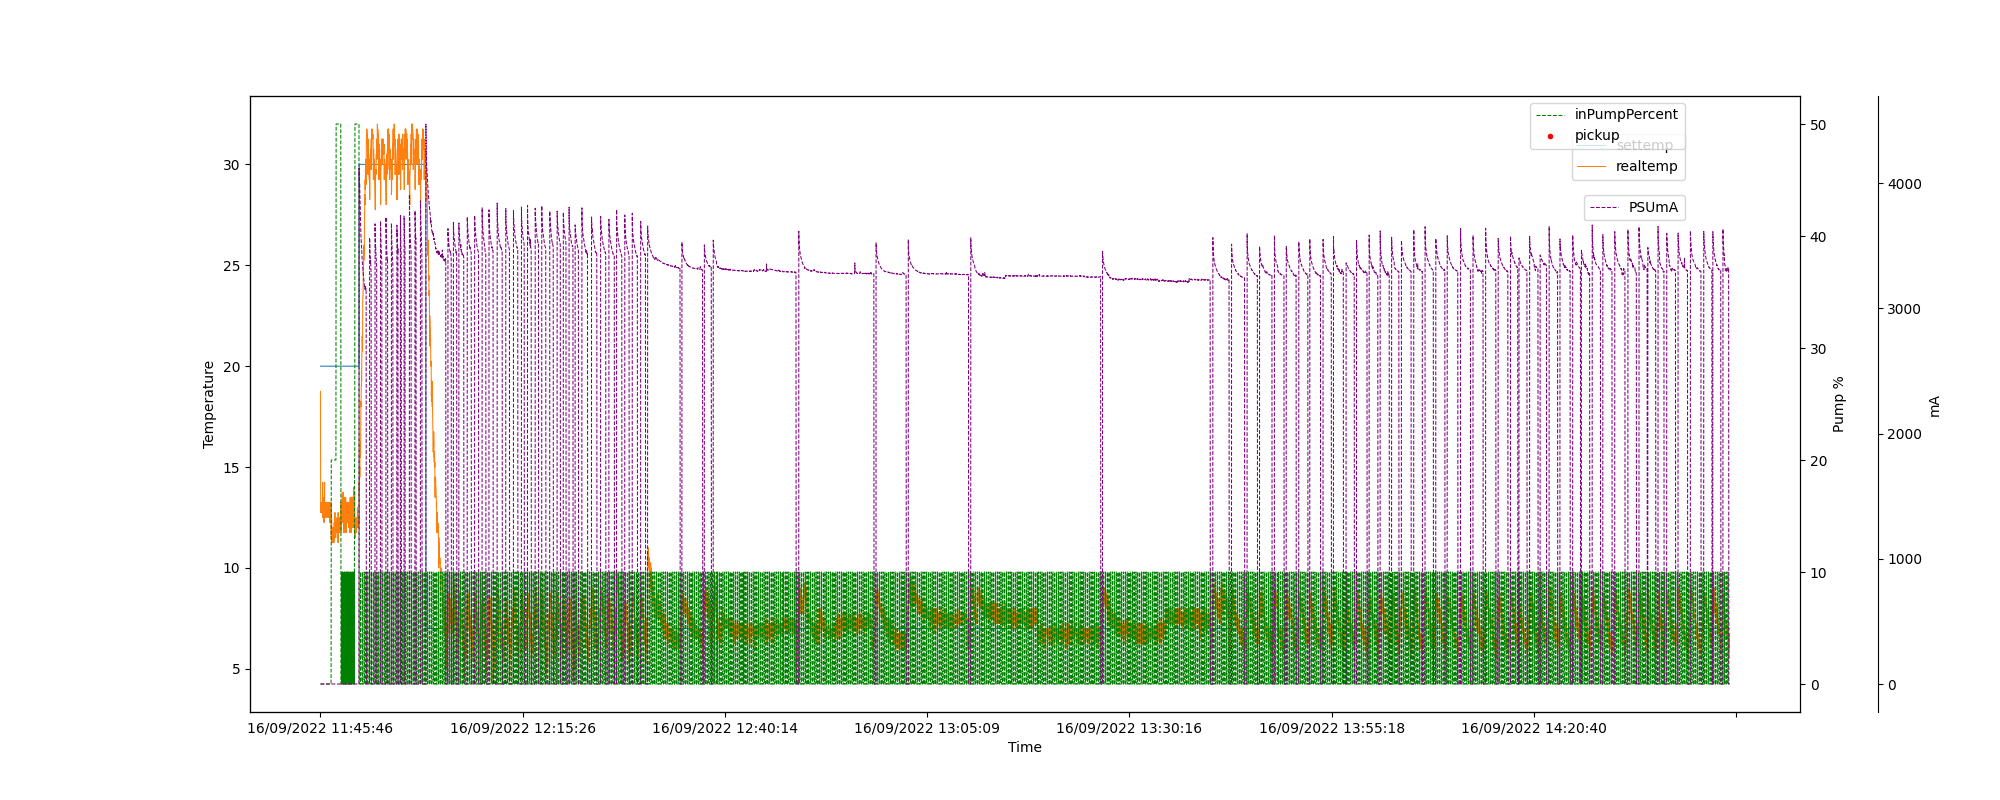 inPumpPercent
pickup
settemp
realtemp
PSUmA
30
25
20
15
10
5
Temperature
50
40
30
20
10
0
Pump %
4000
3000
2000
1000
0
mA
16/09/2022 11:45:46
16/09/2022 12:15:26
16/09/2022 12:40:14
16/09/2022 13:05:09
16/09/2022 13:30:16
16/09/2022 13:55:18
16/09/2022 14:20:40
Time